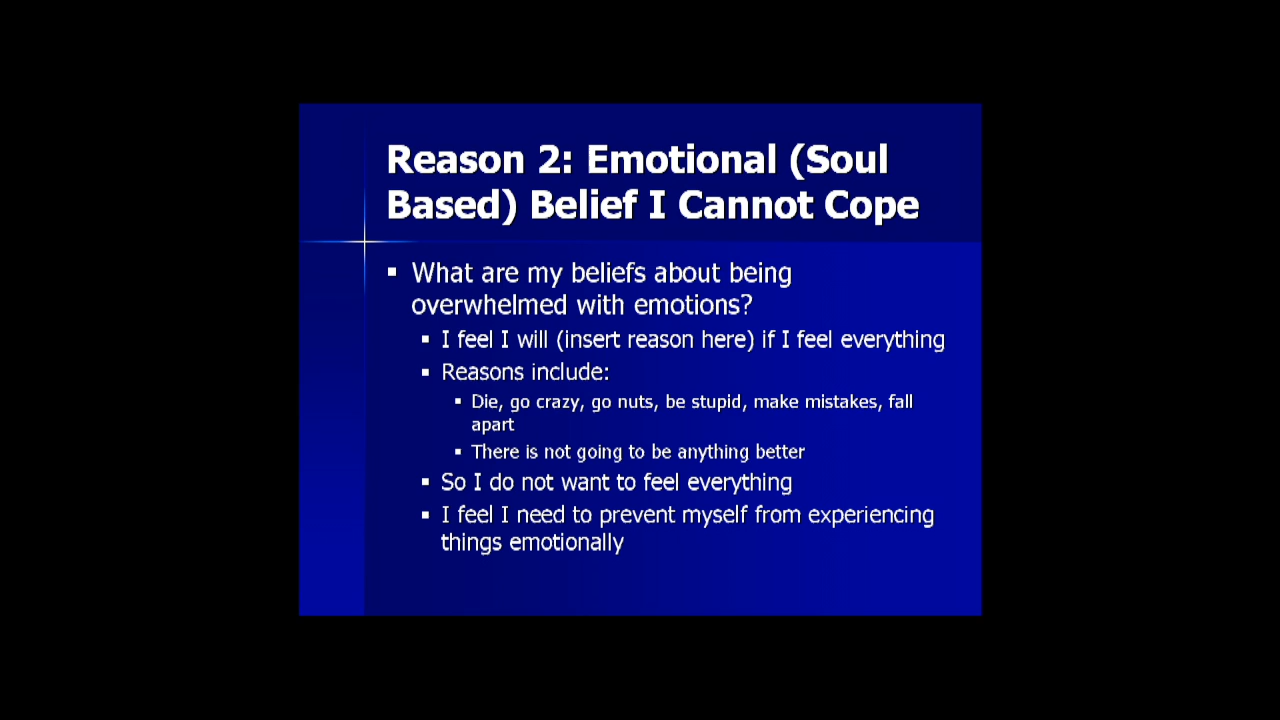 Reason 2: Emotional (Soul
Based) Belief I Cannot Cope
What are my beliefs about being
overwhelmed with emotions?
I feel I will (insert reason here) if I feel everything
Reasons include:
Die, go crazy, go nuts, be stupid, make mistakes, fall
apart
There is not going to be anything better
So I do not want to feel everything
I feel I need to prevent myself from experiencing
things emotionally